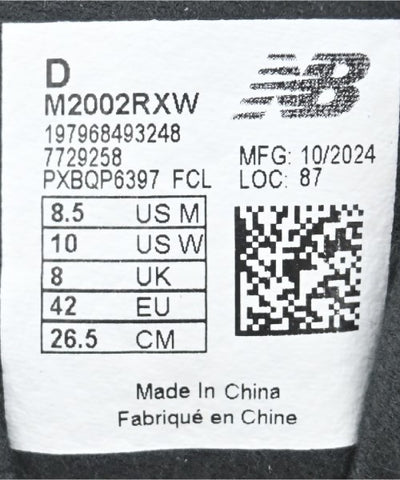 D
NB
M2002RXW
197968493248
7729258
PXBQP6397 FCL
MFG: 10/2024
LOC: 87
8.5 US M
10 US W
8 UK
42 EU
26.5 CM
Made In China
Fabriqué en Chine